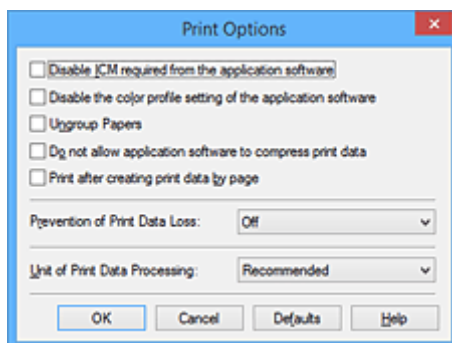 Print Options
Disable ICM required from the application software
Disable the color profile setting of the application software
Ungroup Papers
Do not allow application software to compress print data
Print after creating print data by page
Prevention of Print Data Loss: Off
Unit of Print Data Processing: Recommended
OK Cancel Defaults Help